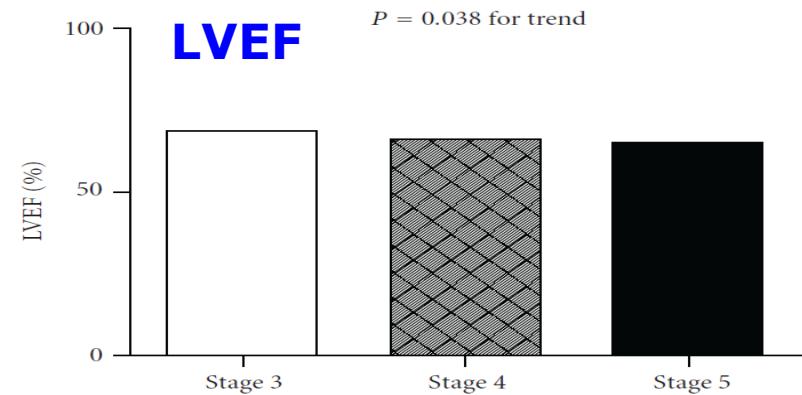 P = 0.038 for trend
LVEF
100
50
0
LVEF (%)
Stage 3
Stage 4
Stage 5